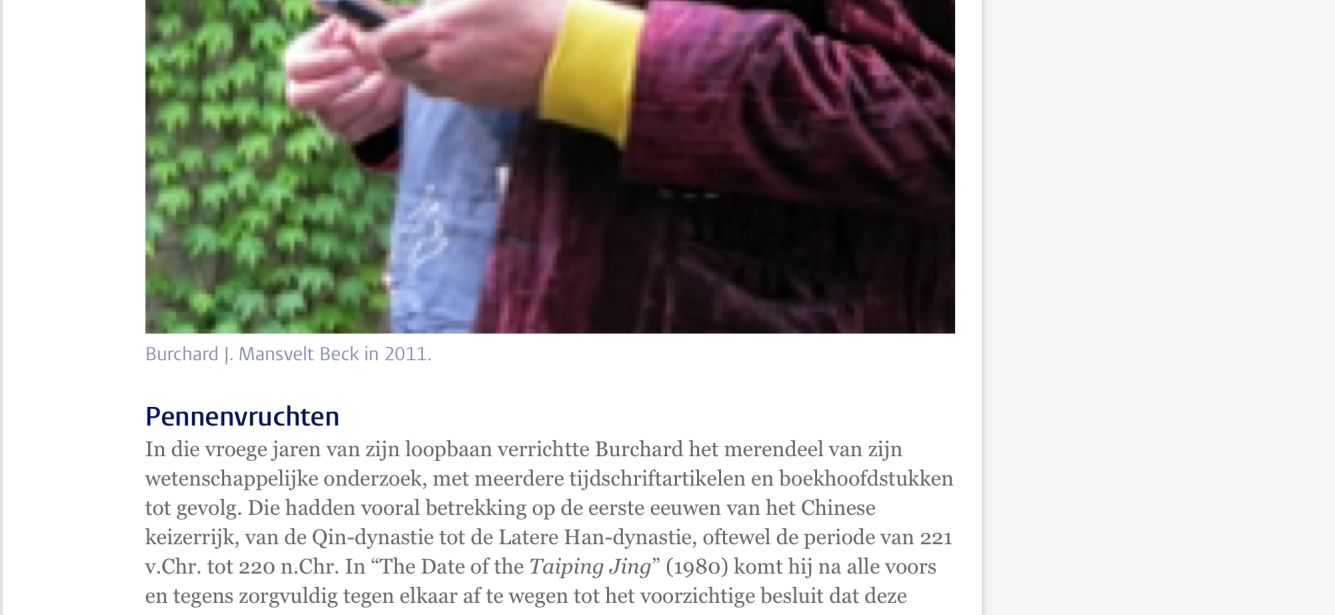 Burchard J. Mansvelt Beck in 2011.
Pennenvruchten
In die vroege jaren van zijn loopbaan verrichtte Burchard het merendeel van zijn
wetenschappelijke onderzoek, met meerdere tijdschriftartikelen en boekhoofdstukken
tot gevolg. Die hadden vooral betrekking op de eerste eeuwen van het Chinese
keizerrijk, van de Qin-dynastie tot de Latere Han-dynastie, oftewel de periode van 221
v.Chr. tot 220 n.Chr. In “The Date of the Taiping Jing” (1980) komt hij na alle voors
en tegens zorgvuldig tegen elkaar af te wegen tot het voorzichtige besluit dat deze